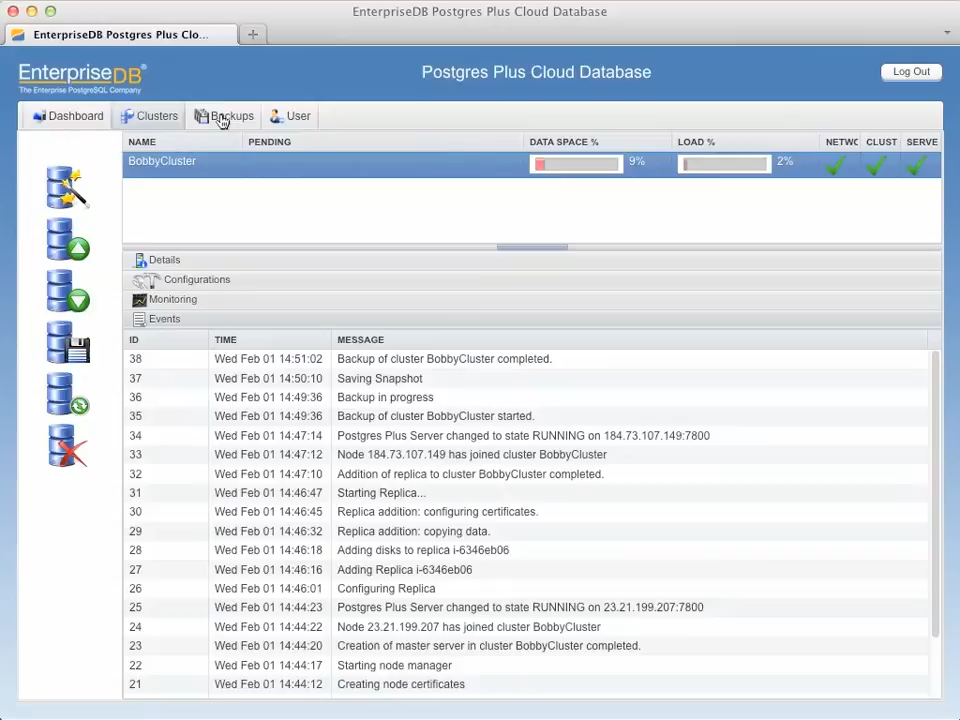 EnterpriseDB Postgres Plus Cloud Database
EnterpriseDB Postgres Plus Clo...
EnterpriseDB®
The Enterprise PostgreSQL Company
Postgres Plus Cloud Database
Log Out
Dashboard Clusters Backups User
NAME PENDING DATA SPACE % LOAD % NETWC CLUST SERVE
BobbyCluster 9% 2%
Details
Configurations
Monitoring
Events
ID TIME MESSAGE
38 Wed Feb 01 14:51:02 Backup of cluster BobbyCluster completed.
37 Wed Feb 01 14:50:10 Saving Snapshot
36 Wed Feb 01 14:49:36 Backup in progress
35 Wed Feb 01 14:49:36 Backup of cluster BobbyCluster started.
34 Wed Feb 01 14:47:14 Postgres Plus Server changed to state RUNNING on 184.73.107.149:7800
33 Wed Feb 01 14:47:12 Node 184.73.107.149 has joined cluster BobbyCluster
32 Wed Feb 01 14:47:10 Addition of replica to cluster BobbyCluster completed.
31 Wed Feb 01 14:46:47 Starting Replica...
30 Wed Feb 01 14:46:45 Replica addition: configuring certificates.
29 Wed Feb 01 14:46:32 Replica addition: copying data.
28 Wed Feb 01 14:46:18 Adding disks to replica i-6346eb06
27 Wed Feb 01 14:46:16 Adding Replica i-6346eb06
26 Wed Feb 01 14:46:01 Configuring Replica
25 Wed Feb 01 14:44:23 Postgres Plus Server changed to state RUNNING on 23.21.199.207:7800
24 Wed Feb 01 14:44:22 Node 23.21.199.207 has joined cluster BobbyCluster
23 Wed Feb 01 14:44:20 Creation of master server in cluster BobbyCluster completed.
22 Wed Feb 01 14:44:17 Starting node manager
21 Wed Feb 01 14:44:12 Creating node certificates